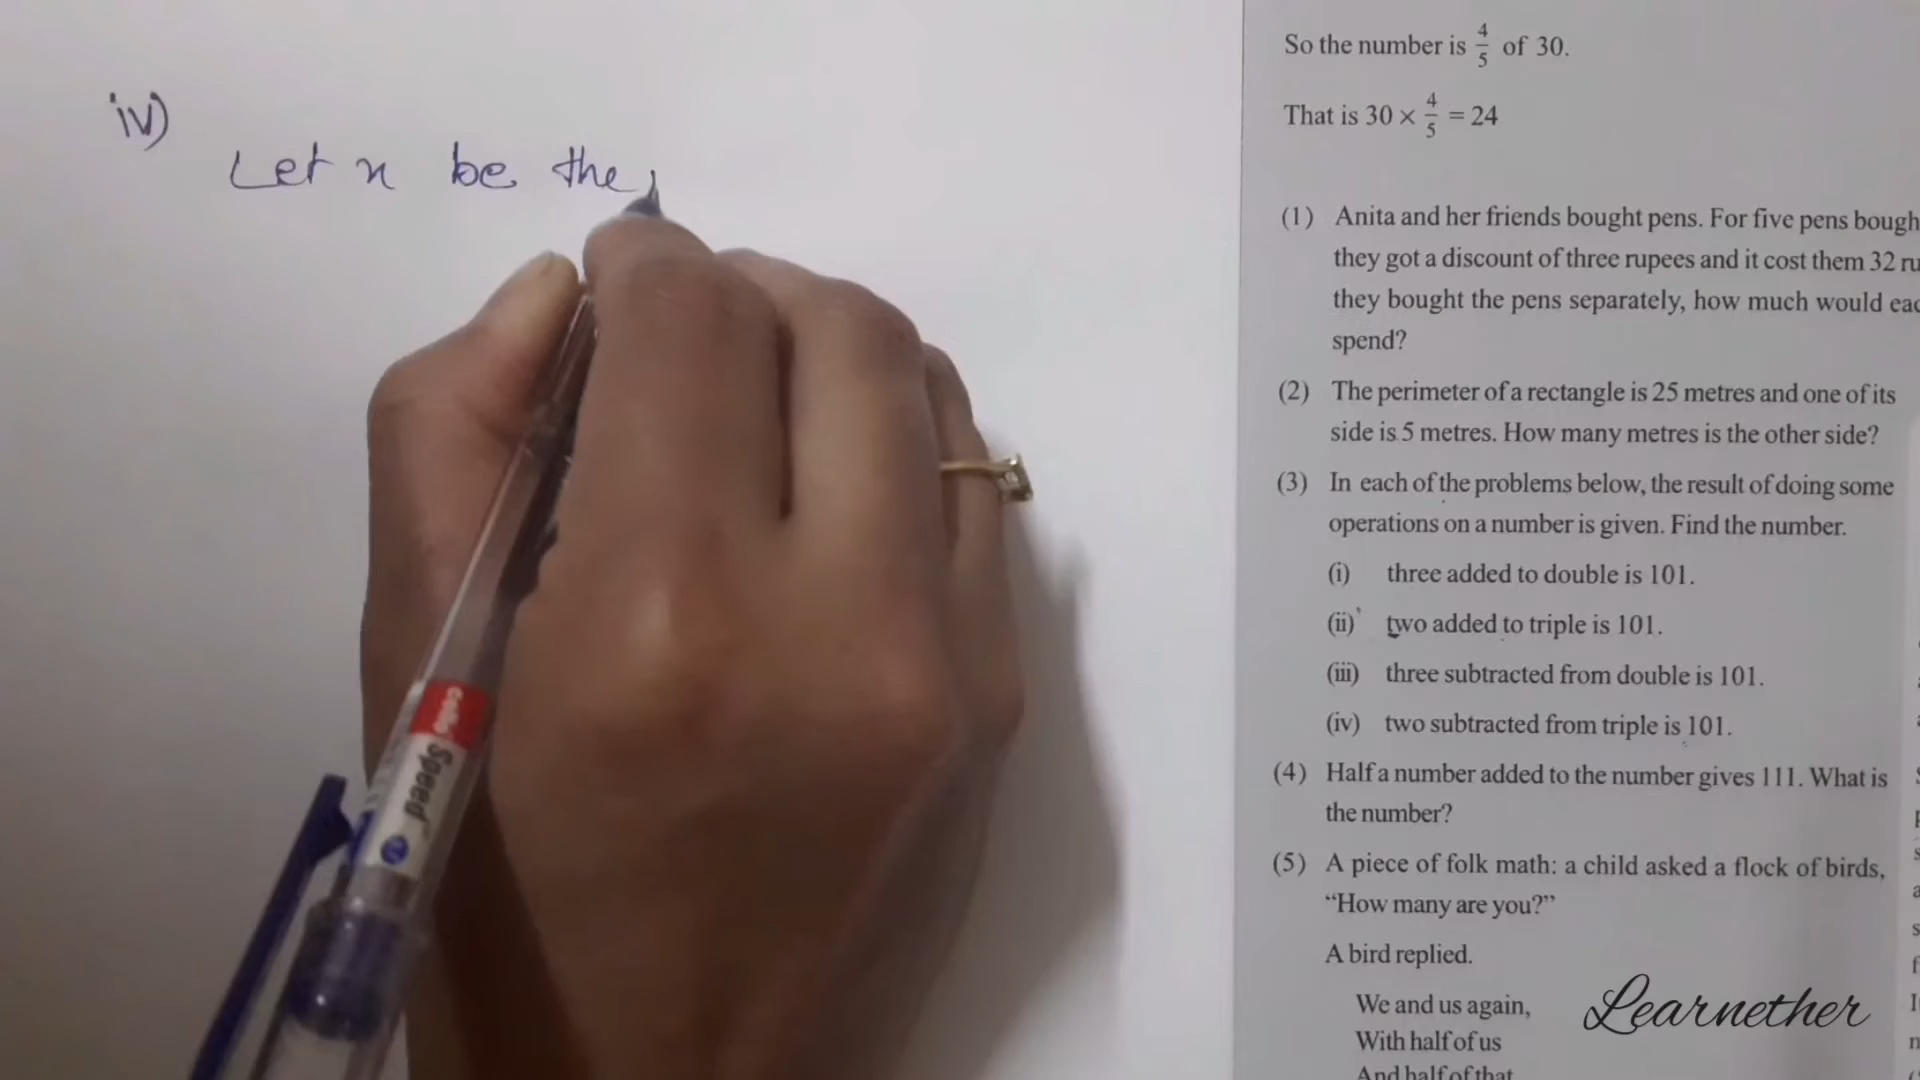 iv)
Let x be the
cello Speed
So the number is 4/5 of 30.
That is 30 × 4/5 = 24
(1) Anita and her friends bought pens. For five pens bough
they got a discount of three rupees and it cost them 32 ru
they bought the pens separately, how much would eac
spend?
(2) The perimeter of a rectangle is 25 metres and one of its
side is 5 metres. How many metres is the other side?
(3) In each of the problems below, the result of doing some
operations on a number is given. Find the number.
(i) three added to double is 101.
(ii) two added to triple is 101.
(iii) three subtracted from double is 101.
(iv) two subtracted from triple is 101.
(4) Half a number added to the number gives 111. What is
the number?
(5) A piece of folk math: a child asked a flock of birds,
“How many are you?”
A bird replied.
We and us again,
With half of us
And half of that
Learnether